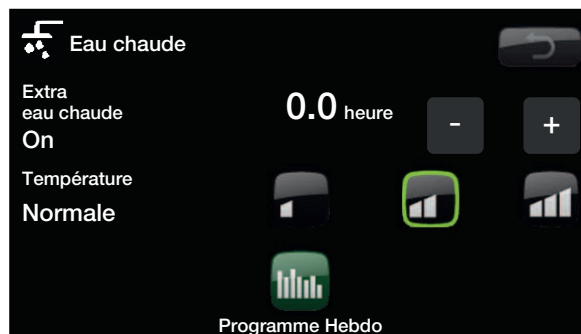 Eau chaude
Extra
eau chaude
On
0.0 heure
-
+
Température
Normale
Programme Hebdo